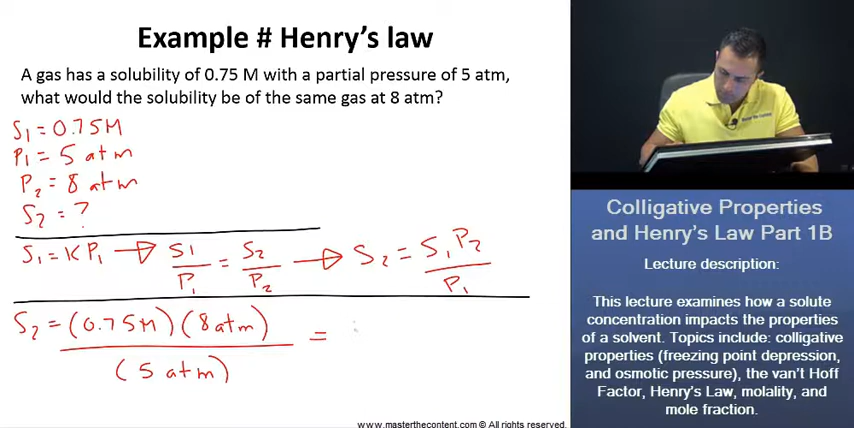 Example # Henry's law
A gas has a solubility of 0.75 M with a partial pressure of 5 atm,
what would the solubility be of the same gas at 8 atm?
S₁ = 0.75M
P₁ = 5 atm
P₂ = 8 atm
S₂ = ?
S₁ = KP₁ → S1/P₁ = S₂/P₂ → S₂ = S₁P₂/P₁
S₂ = (0.75M)(8atm)/(5 atm) =
www.masterthecontent.com © All rights reserved.
Colligative Properties
and Henry's Law Part 1B
Lecture description:
This lecture examines how a solute
concentration impacts the properties
of a solvent. Topics include: colligative
properties (freezing point depression,
and osmotic pressure), the van't Hoff
Factor, Henry's Law, molality, and
mole fraction.